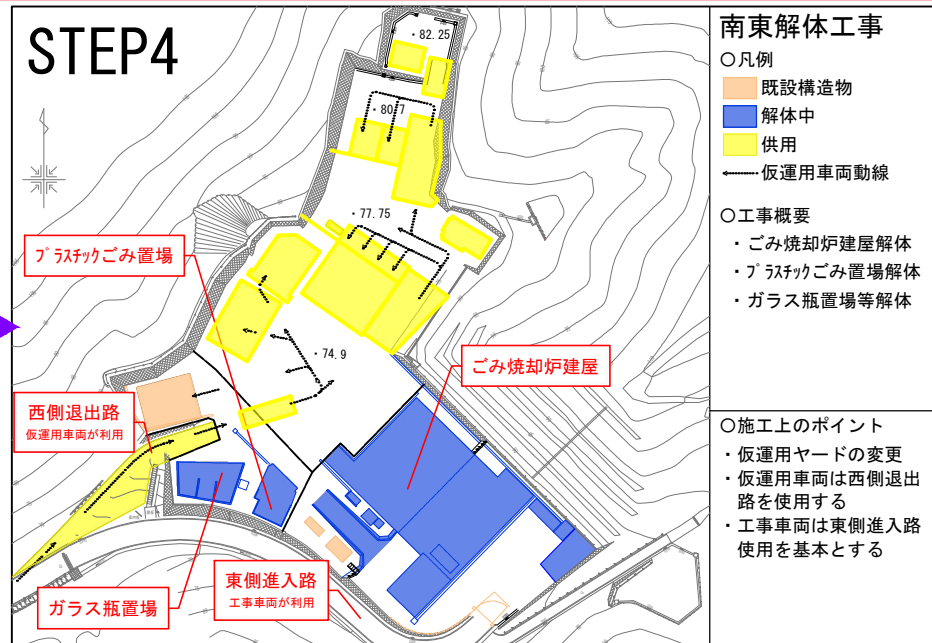 STEP4
南東解体工事
○凡例
既設構造物
解体中
供用
仮運用車両動線
○工事概要
・ごみ焼却炉建屋解体
・プラスチックごみ置場解体
・ガラス瓶置場等解体
○施工上のポイント
・仮運用ヤードの変更
・仮運用車両は西側退出
路を使用する
・工事車両は東側進入路
使用を基本とする
・82.25
・80.7
・77.75
プラスチックごみ置場
・74.9
ごみ焼却炉建屋
西側退出路
仮運用車両が利用
東側進入路
工事車両が利用
ガラス瓶置場